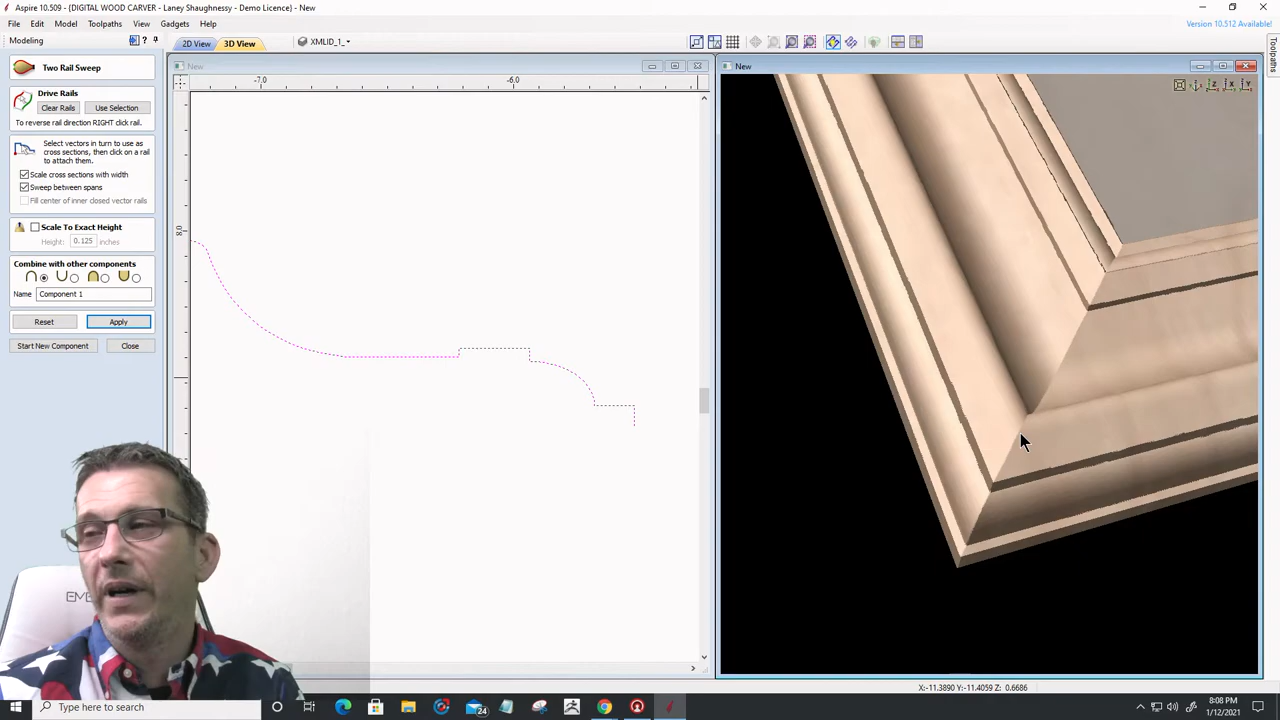 Aspire 10.509 - (DIGITAL WOOD CARVER - Laney Shaughnessy - Demo Licence) - New
File Edit Model Toolpaths View Gadgets Help
Version 10.512 Available!
Modeling ?
2D View 3D View XMLID_1_
Toolpaths
Two Rail Sweep
New
New
-7.0 -6.0
Drive Rails
Clear Rails Use Selection
To reverse rail direction RIGHT click rail
Select vectors in turn to use as
cross sections, then click on a rail
to attach them.
Scale cross sections with width
Sweep between spans
Fill center of inner closed vector rails
Scale To Exact Height
Height: 0.125 inches
8.0
Combine with other components
Name Component 1
Reset Apply
Start New Component Close
X:-11.3890 Y:-11.4059 Z: 0.6686
Type here to search
24
8:08 PM
1/12/2021